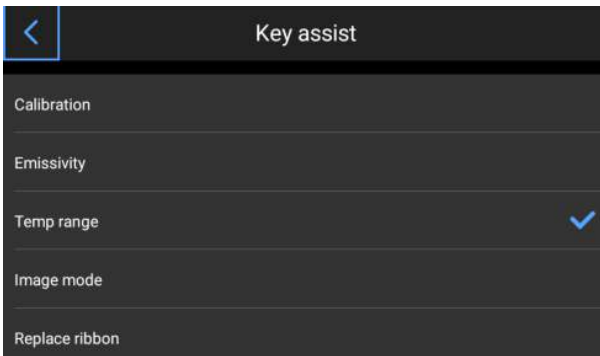 Key assist
Calibration
Emissivity
Temp range
Image mode
Replace ribbon